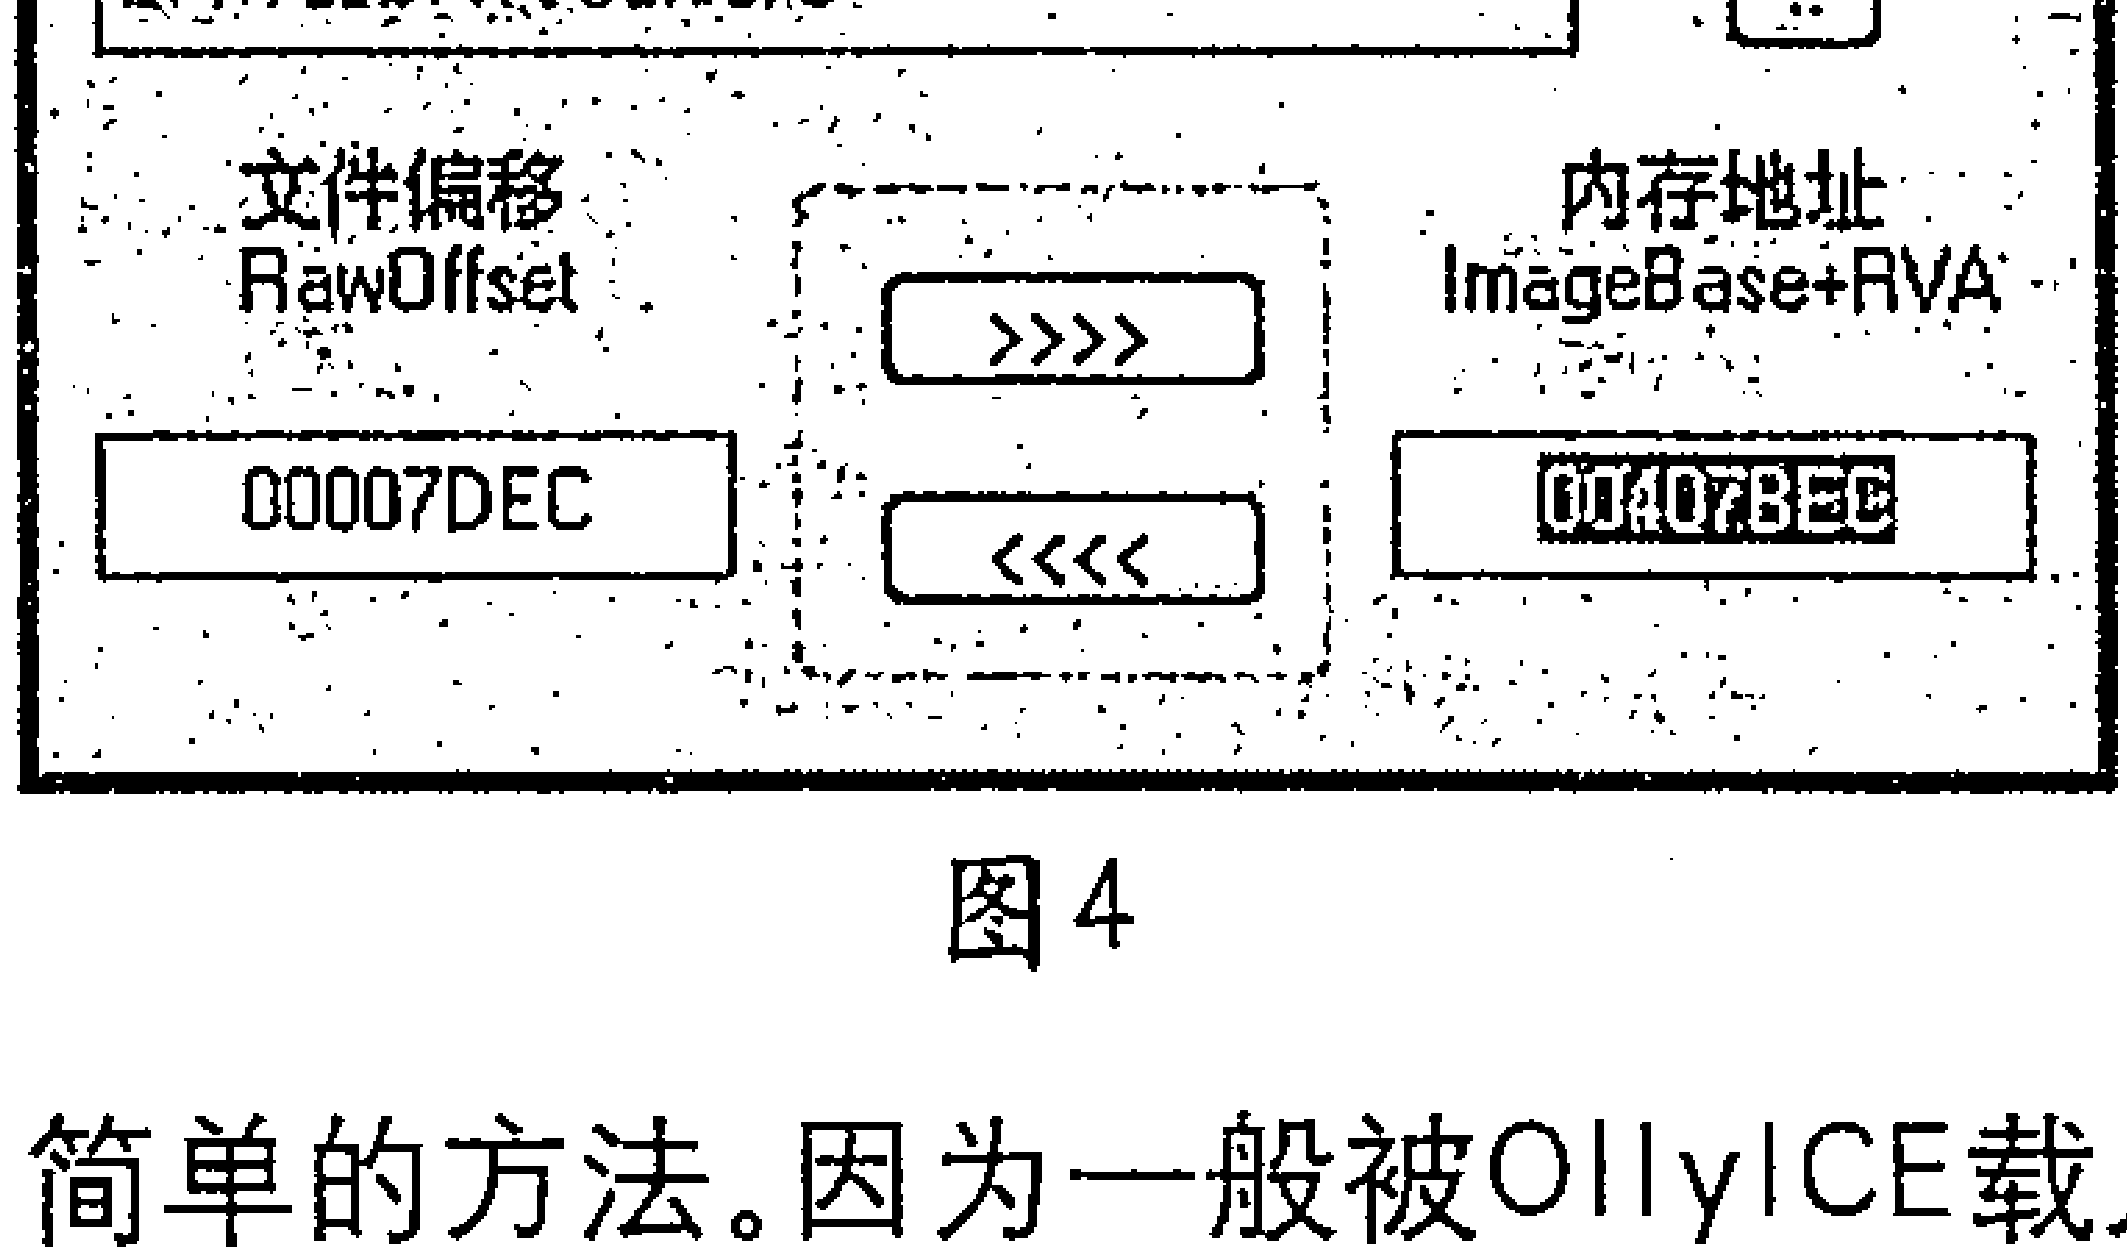 文件偏移
RawOffset
内存地址
ImageBase+RVA
>>>>
00007DEC
00407BEC
<<<<
图4
简单的方法。因为一般被OllyICE载